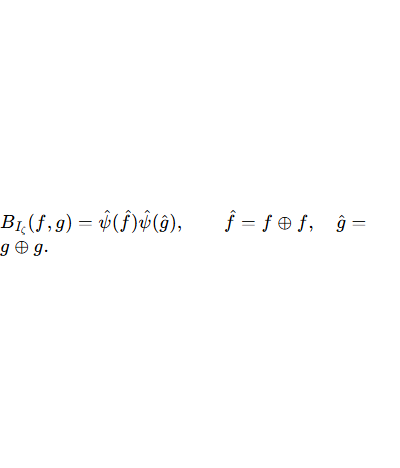 $B_{I_\zeta}(f,g) = \hat{\psi}(\hat{f})\hat{\psi}(\hat{g}), \qquad \hat{f} = f \oplus f, \quad \hat{g} =$
$g \oplus g.$